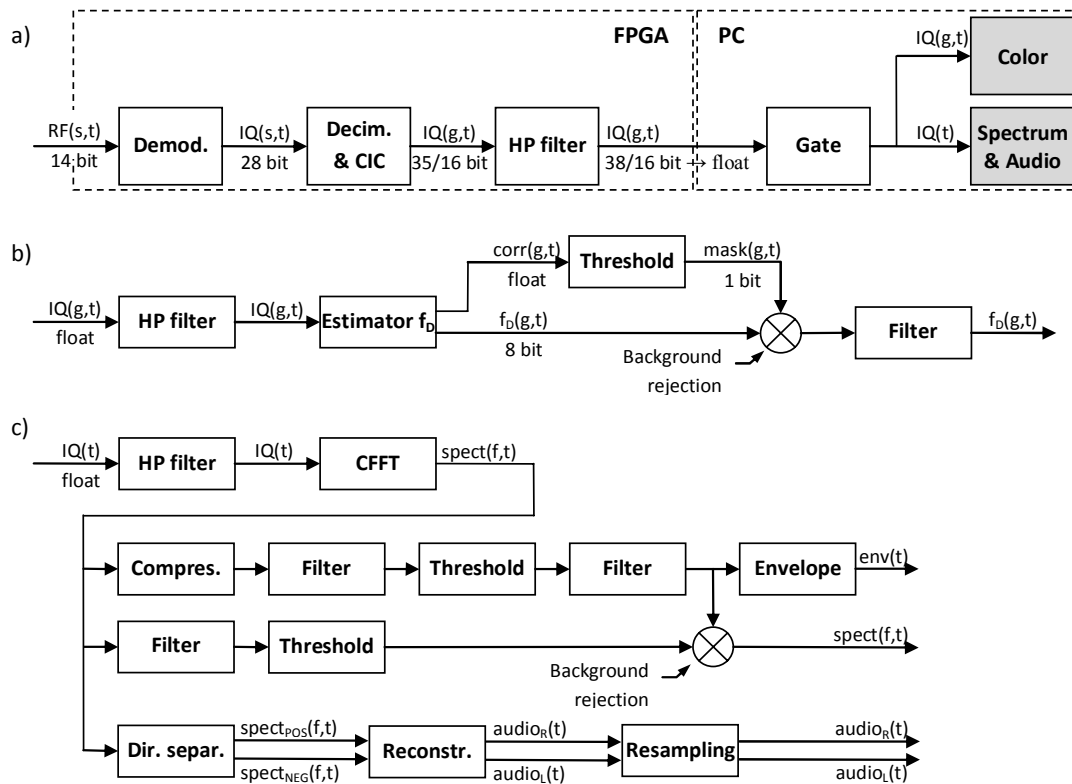 a)
FPGA
PC
IQ(g,t)
Color
RF(s,t)
14 bit
Demod.
IQ(s,t)
28 bit
Decim.
& CIC
IQ(g,t)
35/16 bit
HP filter
IQ(g,t)
38/16 bit → float
Gate
IQ(t)
Spectrum
& Audio
b)
corr(g,t)
float
Threshold
mask(g,t)
1 bit
IQ(g,t)
float
HP filter
IQ(g,t)
Estimator f_D
f_D(g,t)
8 bit
Background
rejection
Filter
f_D(g,t)
c)
IQ(t)
float
HP filter
IQ(t)
CFFT
spect(f,t)
Compres.
Filter
Threshold
Filter
Envelope
env(t)
Filter
Threshold
Background
rejection
spect(f,t)
Dir. separ.
spect_POS(f,t)
spect_NEG(f,t)
Reconstr.
audio_R(t)
audio_L(t)
Resampling
audio_R(t)
audio_L(t)